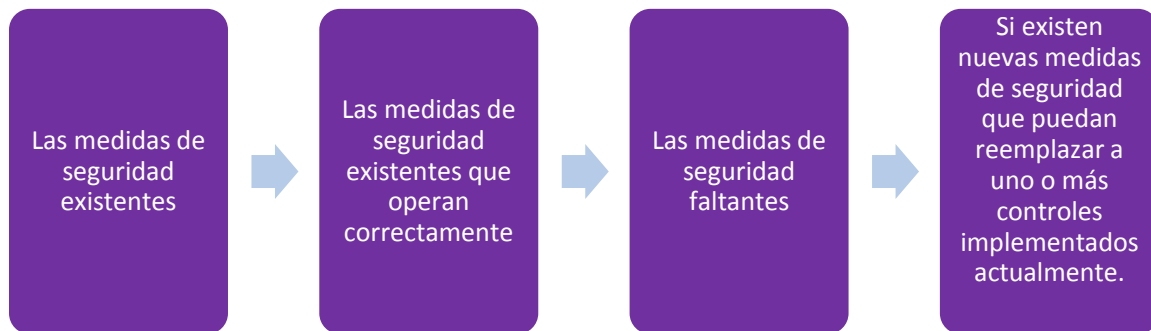 Las medidas de
seguridad
existentes
Las medidas de
seguridad
existentes que
operan
correctamente
Las medidas de
seguridad
faltantes
Si existen
nuevas medidas
de seguridad
que puedan
reemplazar a
uno o más
controles
implementados
actualmente.